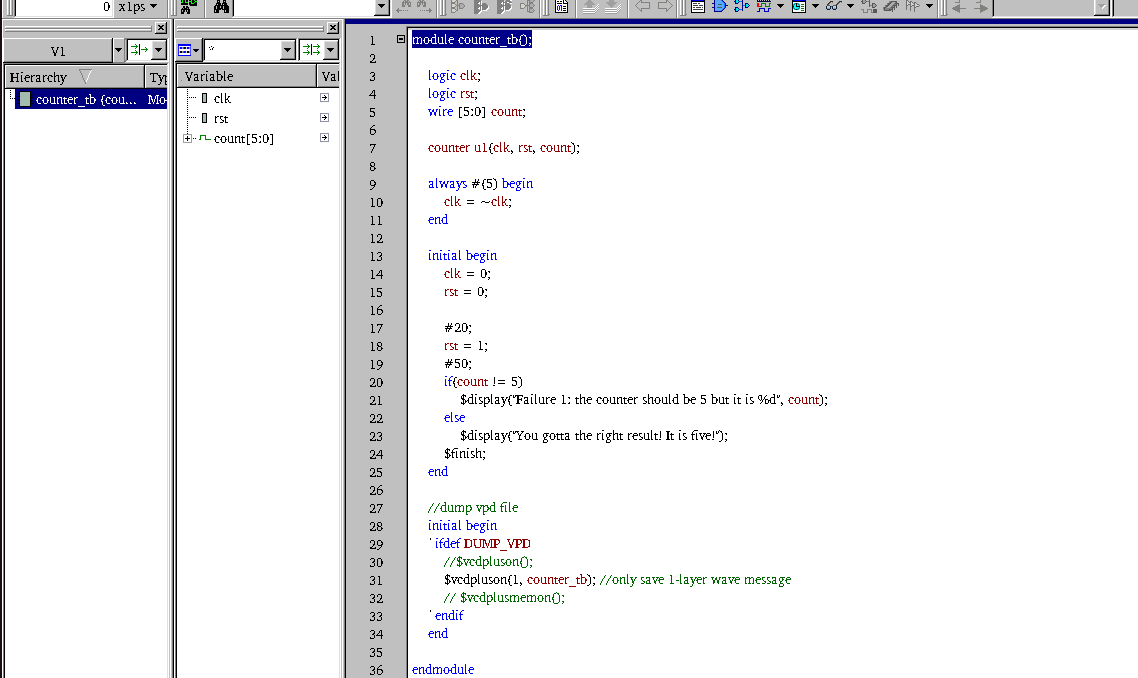 0 x1ps
*
V1
Hierarchy Typ
Variable Val
counter_tb (cou... Mo
clk
rst
count[5:0]
1 module counter_tb();
2
3 logic clk;
4 logic rst;
5 wire [5:0] count;
6
7 counter u1(clk, rst, count);
8
9 always #(5) begin
10 clk = ~clk;
11 end
12
13 initial begin
14 clk = 0;
15 rst = 0;
16
17 #20;
18 rst = 1;
19 #50;
20 if(count != 5)
21 $display("Failure 1: the counter should be 5 but it is %d", count);
22 else
23 $display("You gotta the right result! It is five!");
24 $finish;
25 end
26
27 //dump vpd file
28 initial begin
29 `ifdef DUMP_VPD
30 //$vcdpluson();
31 $vcdpluson(1, counter_tb); //only save 1-layer wave message
32 // $vcdplusmemon();
33 `endif
34 end
35
36 endmodule